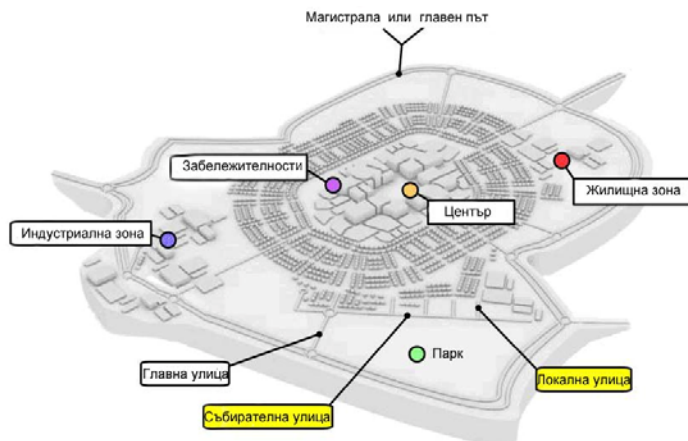 Магистрала или главен път
Забележителности
Жилищна зона
Център
Индустриална зона
Парк
Главна улица
Локална улица
Събирателна улица